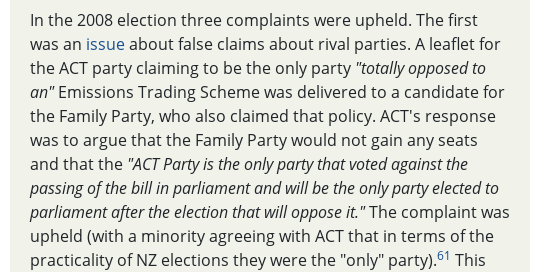 In the 2008 election three complaints were upheld. The first
was an issue about false claims about rival parties. A leaflet for
the ACT party claiming to be the only party "totally opposed to
an" Emissions Trading Scheme was delivered to a candidate for
the Family Party, who also claimed that policy. ACT's response
was to argue that the Family Party would not gain any seats
and that the "ACT Party is the only party that voted against the
passing of the bill in parliament and will be the only party elected to
parliament after the election that will oppose it." The complaint was
upheld (with a minority agreeing with ACT that in terms of the
practicality of NZ elections they were the "only" party).61 This